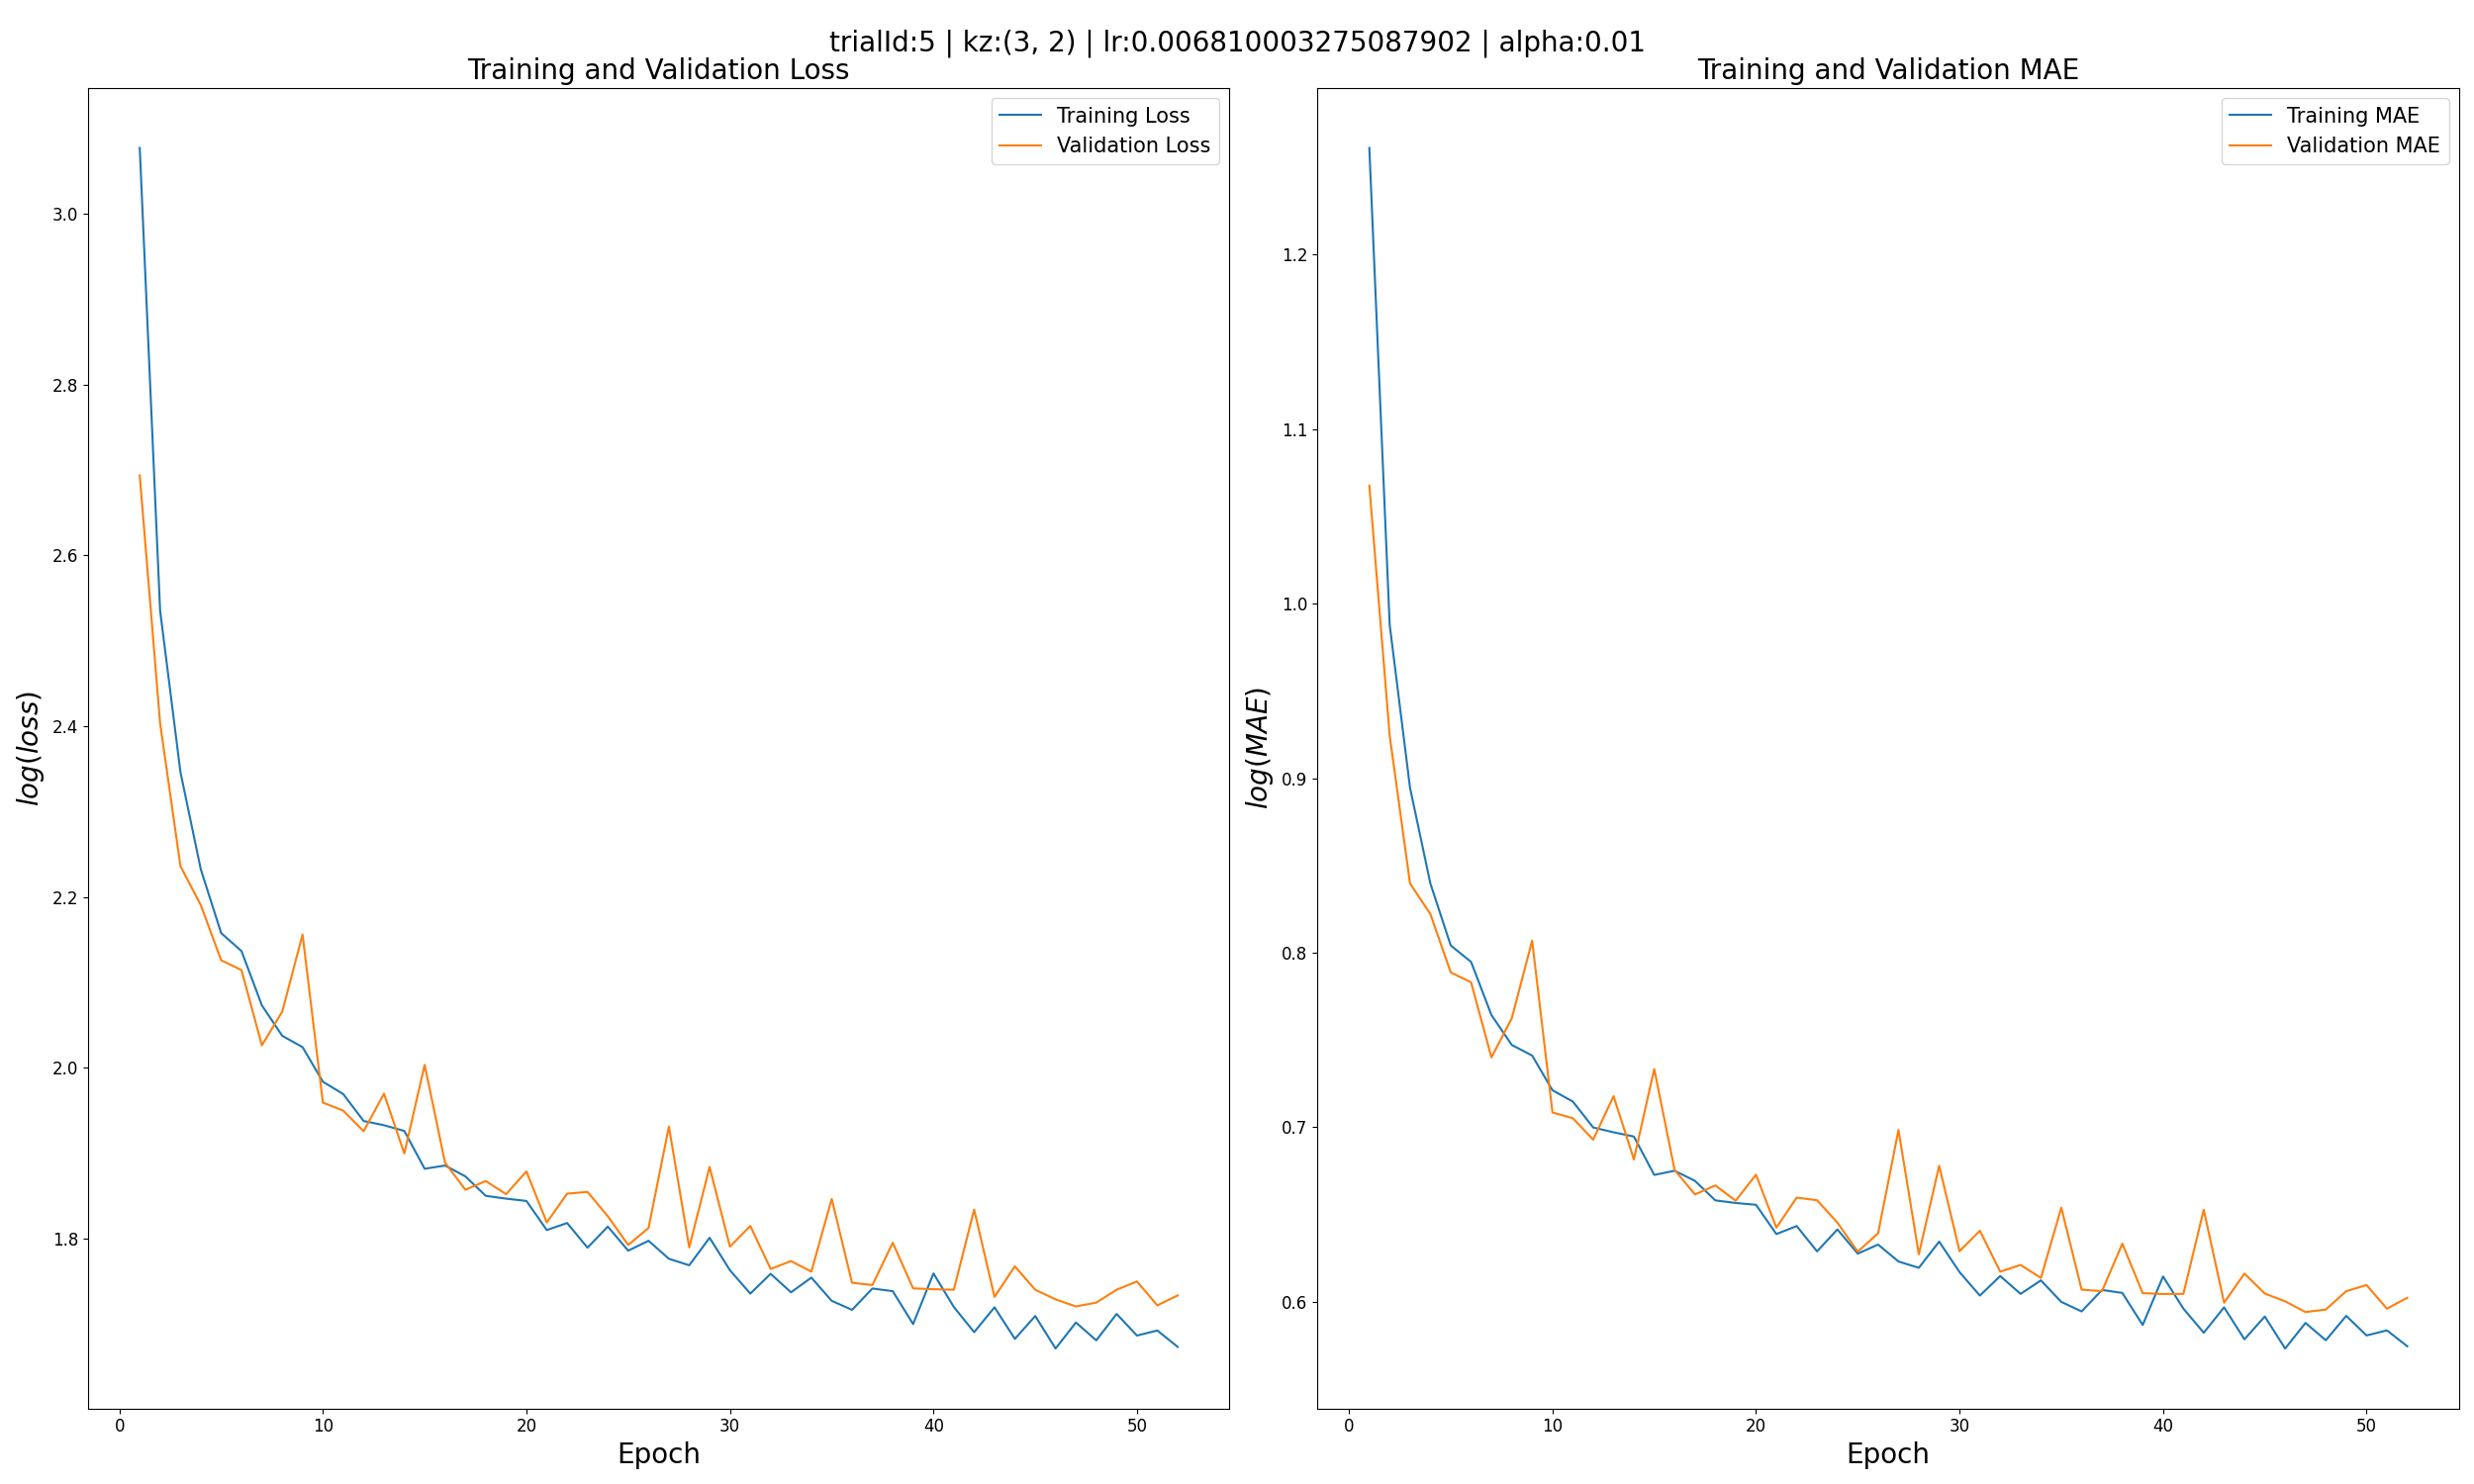 trialId:5 | kz:(3, 2) | lr:0.006810003275087902 | alpha:0.01
Training and Validation Loss
Training Loss
Validation Loss
3.0
2.8
2.6
2.4
2.2
2.0
1.8
log(loss)
0 10 20 30 40 50
Epoch
Training and Validation MAE
Training MAE
Validation MAE
1.2
1.1
1.0
0.9
0.8
0.7
0.6
log(MAE)
0 10 20 30 40 50
Epoch